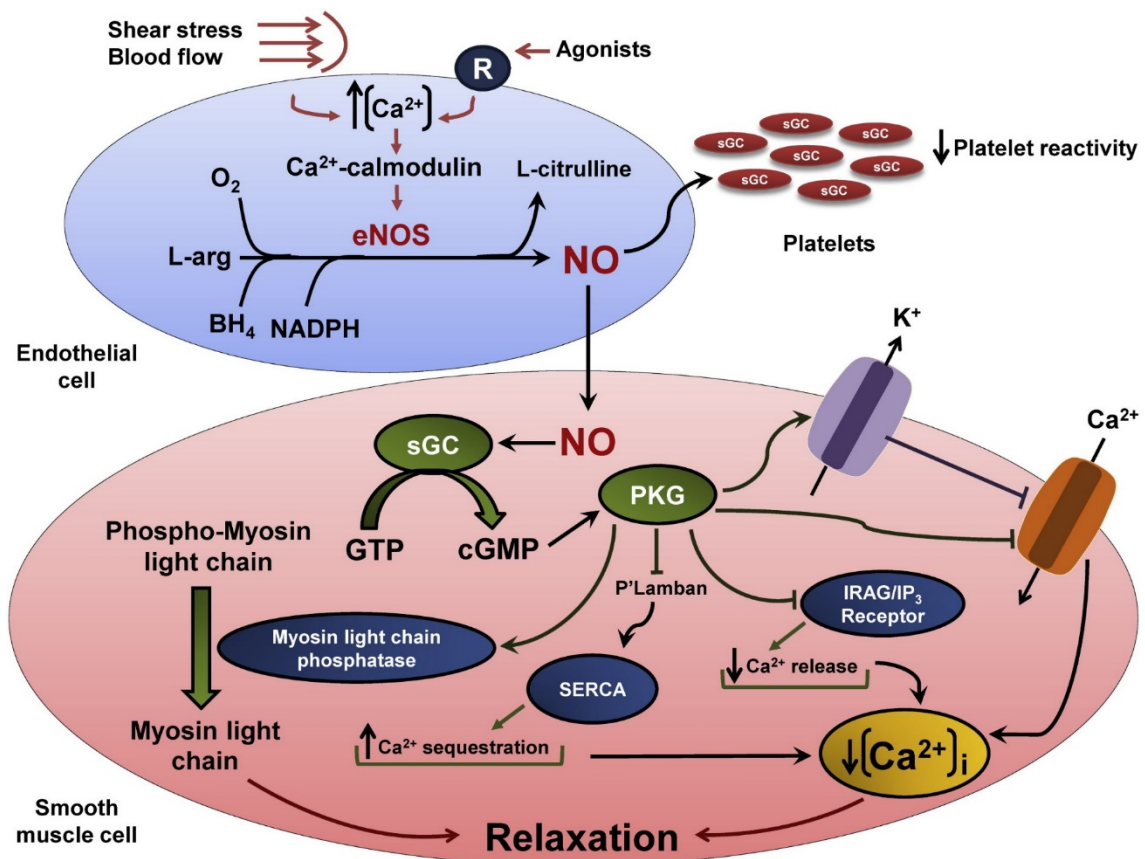 Shear stress
Blood flow
R
Agonists
↑[Ca²⁺]
Ca²⁺-calmodulin
L-citrulline
O₂
eNOS
L-arg
NO
BH₄
NADPH
Endothelial
cell
sGC
sGC
sGC
sGC
sGC
sGC
sGC
↓ Platelet reactivity
Platelets
K⁺
Ca²⁺
NO
sGC
GTP
cGMP
PKG
Phospho-Myosin
light chain
P'Lamban
IRAG/IP₃
Receptor
Myosin light chain
phosphatase
↓ Ca²⁺ release
SERCA
Myosin light
chain
↑ Ca²⁺ sequestration
↓[Ca²⁺]i
Smooth
muscle cell
Relaxation